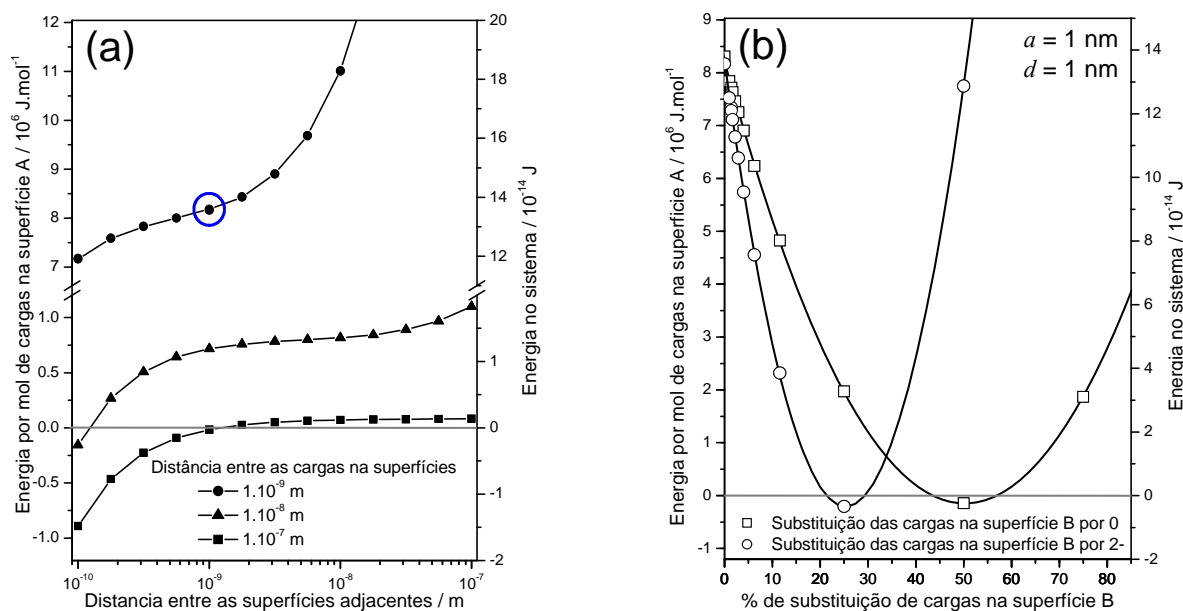 (a)
Energia por mol de cargas na superfície A / 10⁶ J.mol⁻¹
12
11
10
9
8
7
1.0
0.5
0.0
-0.5
-1.0
20
18
16
14
12
1
0
-1
-2
Energia no sistema / 10⁻¹⁴ J
Distância entre as cargas na superfícies
1.10⁻⁹ m
1.10⁻⁸ m
1.10⁻⁷ m
10⁻¹⁰ 10⁻⁹ 10⁻⁸ 10⁻⁷
Distancia entre as superfícies adjacentes / m
(b)
a = 1 nm
d = 1 nm
Energia por mol de cargas na superfície A / 10⁶ J.mol⁻¹
9
8
7
6
5
4
3
2
1
0
-1
14
12
10
8
6
4
2
0
-2
Energia no sistema / 10⁻¹⁴ J
Substituição das cargas na superfície B por 0
Substituição das cargas na superfície B por 2-
0 10 20 30 40 50 60 70 80
% de substituição de cargas na superfície B